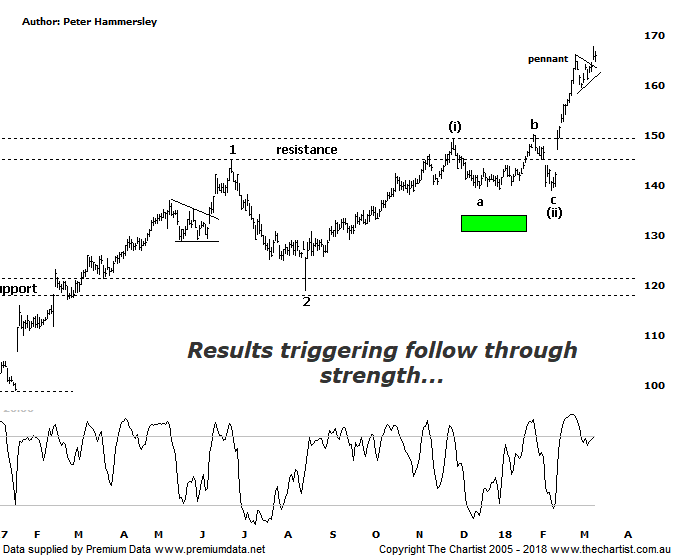 Author: Peter Hammersley
170
pennant
160
150
(i)
b
1
resistance
140
a
c
(ii)
130
upport
120
2
110
Results triggering follow through
strength...
100
7 F M A M J J A S O N D 18 F M A
Data supplied by Premium Data www.premiumdata.net
Copyright The Chartist 2005 - 2018 www.thechartist.com.au